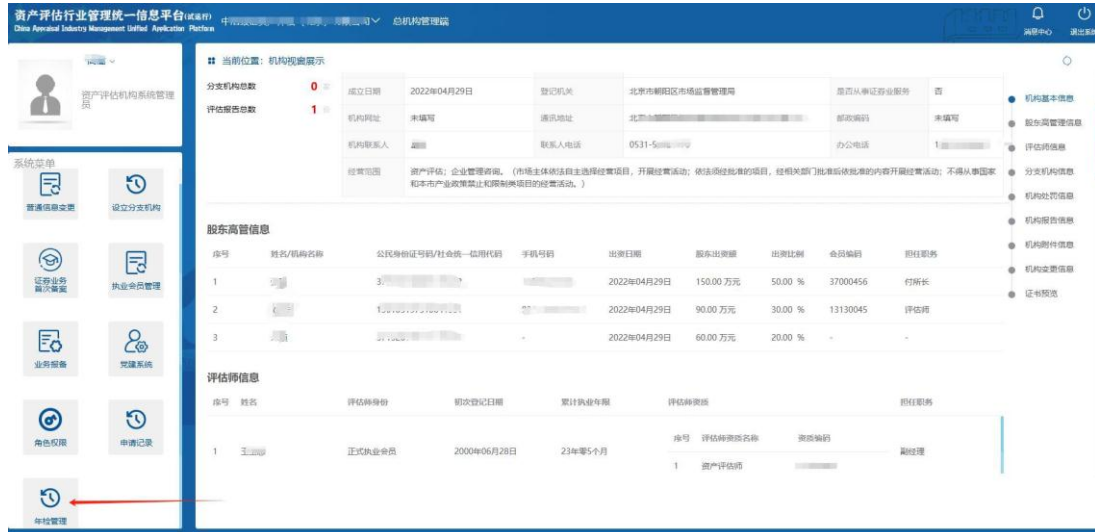 资产评估行业管理统一信息平台(试运行)
China Appraisal Industry Management Unified Application Platform
总机构管理端
消息中心 退出系统
资产评估机构系统管理员
系统菜单
普通信息变更 设立分支机构
证券业务首次备案 执业会员管理
业务报备 党建系统
角色权限 申请记录
年检管理
当前位置：机构视窗展示
分支机构总数 0
评估报告总数 1
成立日期 2022年04月29日 登记机关 北京市朝阳区市场监督管理局 是否从事证券业务 否
机构网址 未填写 通讯地址 邮政编码 未填写
机构联系人 联系人电话 0531- 办公电话 1
经营范围 资产评估；企业管理咨询。（市场主体依法自主选择经营项目，开展经营活动；依法须经批准的项目，经相关部门批准后依批准的内容开展经营活动；不得从事国家
和本市产业政策禁止和限制类项目的经营活动。）
股东高管信息
序号 姓名/机构名称 公民身份证号码/社会统一信用代码 手机号码 出资日期 股东出资额 出资比例 会员编码 担任职务
1 2022年04月29日 150.00 万元 50.00 % 37000456 付所长
2 2022年04月29日 90.00 万元 30.00 % 13130045 评估师
3 - 2022年04月29日 60.00 万元 20.00 % - -
评估师信息
序号 姓名 评估师身份 初次登记日期 累计执业年限 评估师资质 担任职务
1 正式执业会员 2000年06月28日 23年零5个月 副经理
序号 评估师资质名称 资质编码
1 资产评估师
机构基本信息
股东高管理信息
评估师信息
分支机构信息
机构处罚信息
机构报告信息
机构附件信息
机构变更信息
证书预览